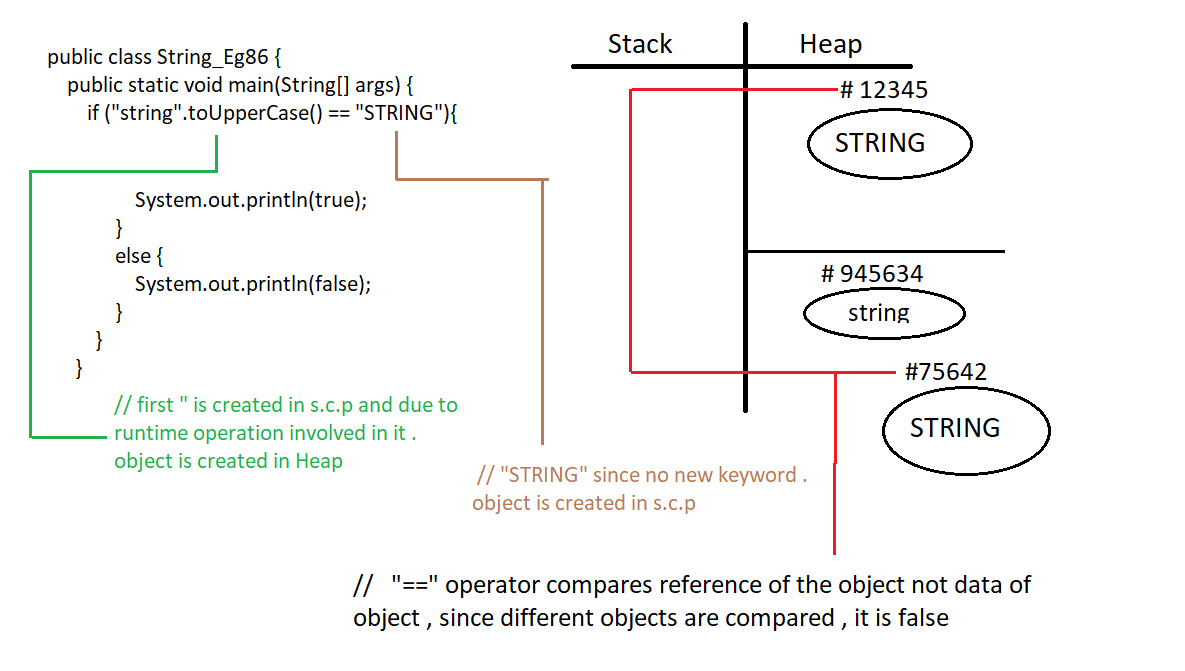 public class String_Eg86 {
public static void main(String[] args) {
if ("string".toUpperCase() == "STRING"){
System.out.println(true);
}
else {
System.out.println(false);
}
}
}
// first " is created in s.c.p and due to
runtime operation involved in it .
object is created in Heap
// "STRING" since no new keyword .
object is created in s.c.p
Stack
Heap
# 12345
STRING
# 945634
string
#75642
STRING
// "==" operator compares reference of the object not data of
object , since different objects are compared , it is false